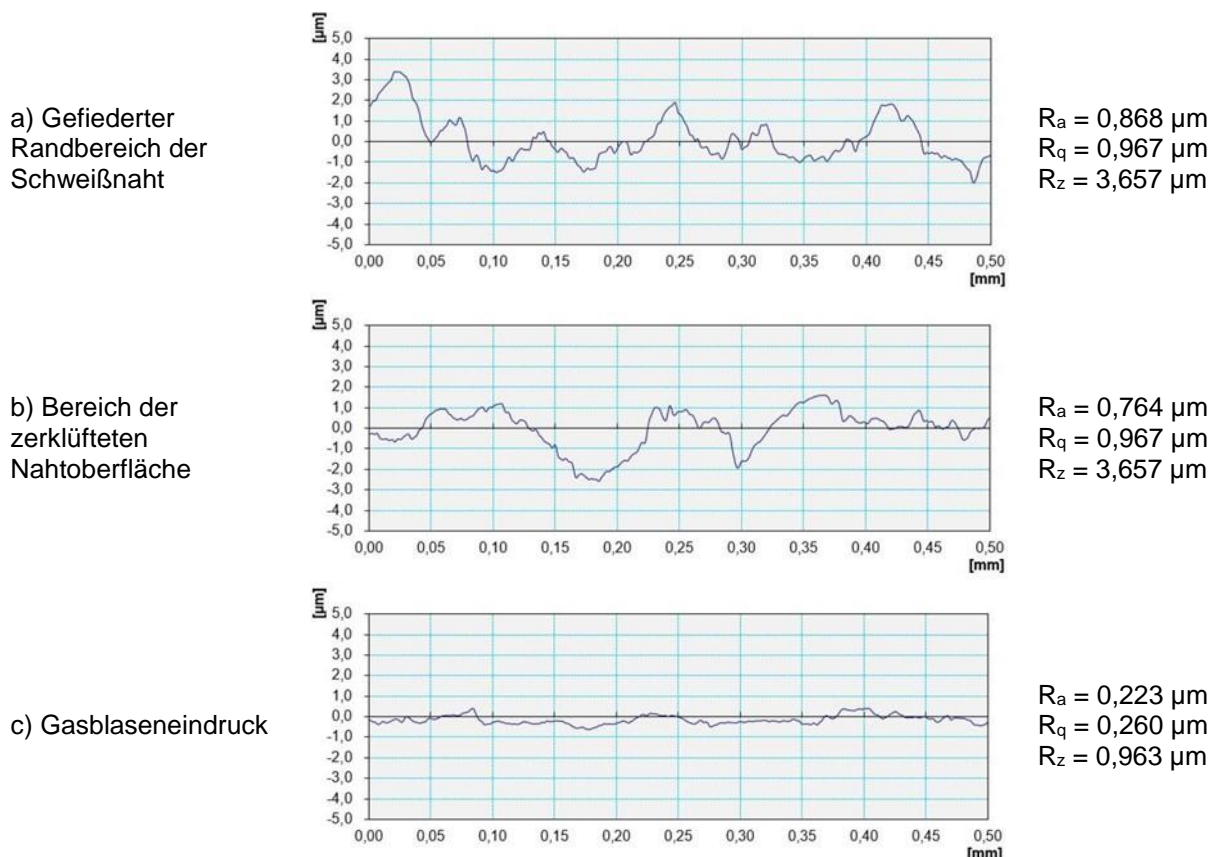 [µm]
5,0
4,0
3,0
2,0
1,0
0,0
-1,0
-2,0
-3,0
-4,0
-5,0
0,00 0,05 0,10 0,15 0,20 0,25 0,30 0,35 0,40 0,45 0,50
[mm]
a) Gefiederter
Randbereich der
Schweißnaht
Ra = 0,868 µm
Rq = 0,967 µm
Rz = 3,657 µm
[µm]
5,0
4,0
3,0
2,0
1,0
0,0
-1,0
-2,0
-3,0
-4,0
-5,0
0,00 0,05 0,10 0,15 0,20 0,25 0,30 0,35 0,40 0,45 0,50
[mm]
b) Bereich der
zerklüfteten
Nahtoberfläche
Ra = 0,764 µm
Rq = 0,967 µm
Rz = 3,657 µm
[µm]
5,0
4,0
3,0
2,0
1,0
0,0
-1,0
-2,0
-3,0
-4,0
-5,0
0,00 0,05 0,10 0,15 0,20 0,25 0,30 0,35 0,40 0,45 0,50
[mm]
c) Gasblaseneindruck
Ra = 0,223 µm
Rq = 0,260 µm
Rz = 0,963 µm